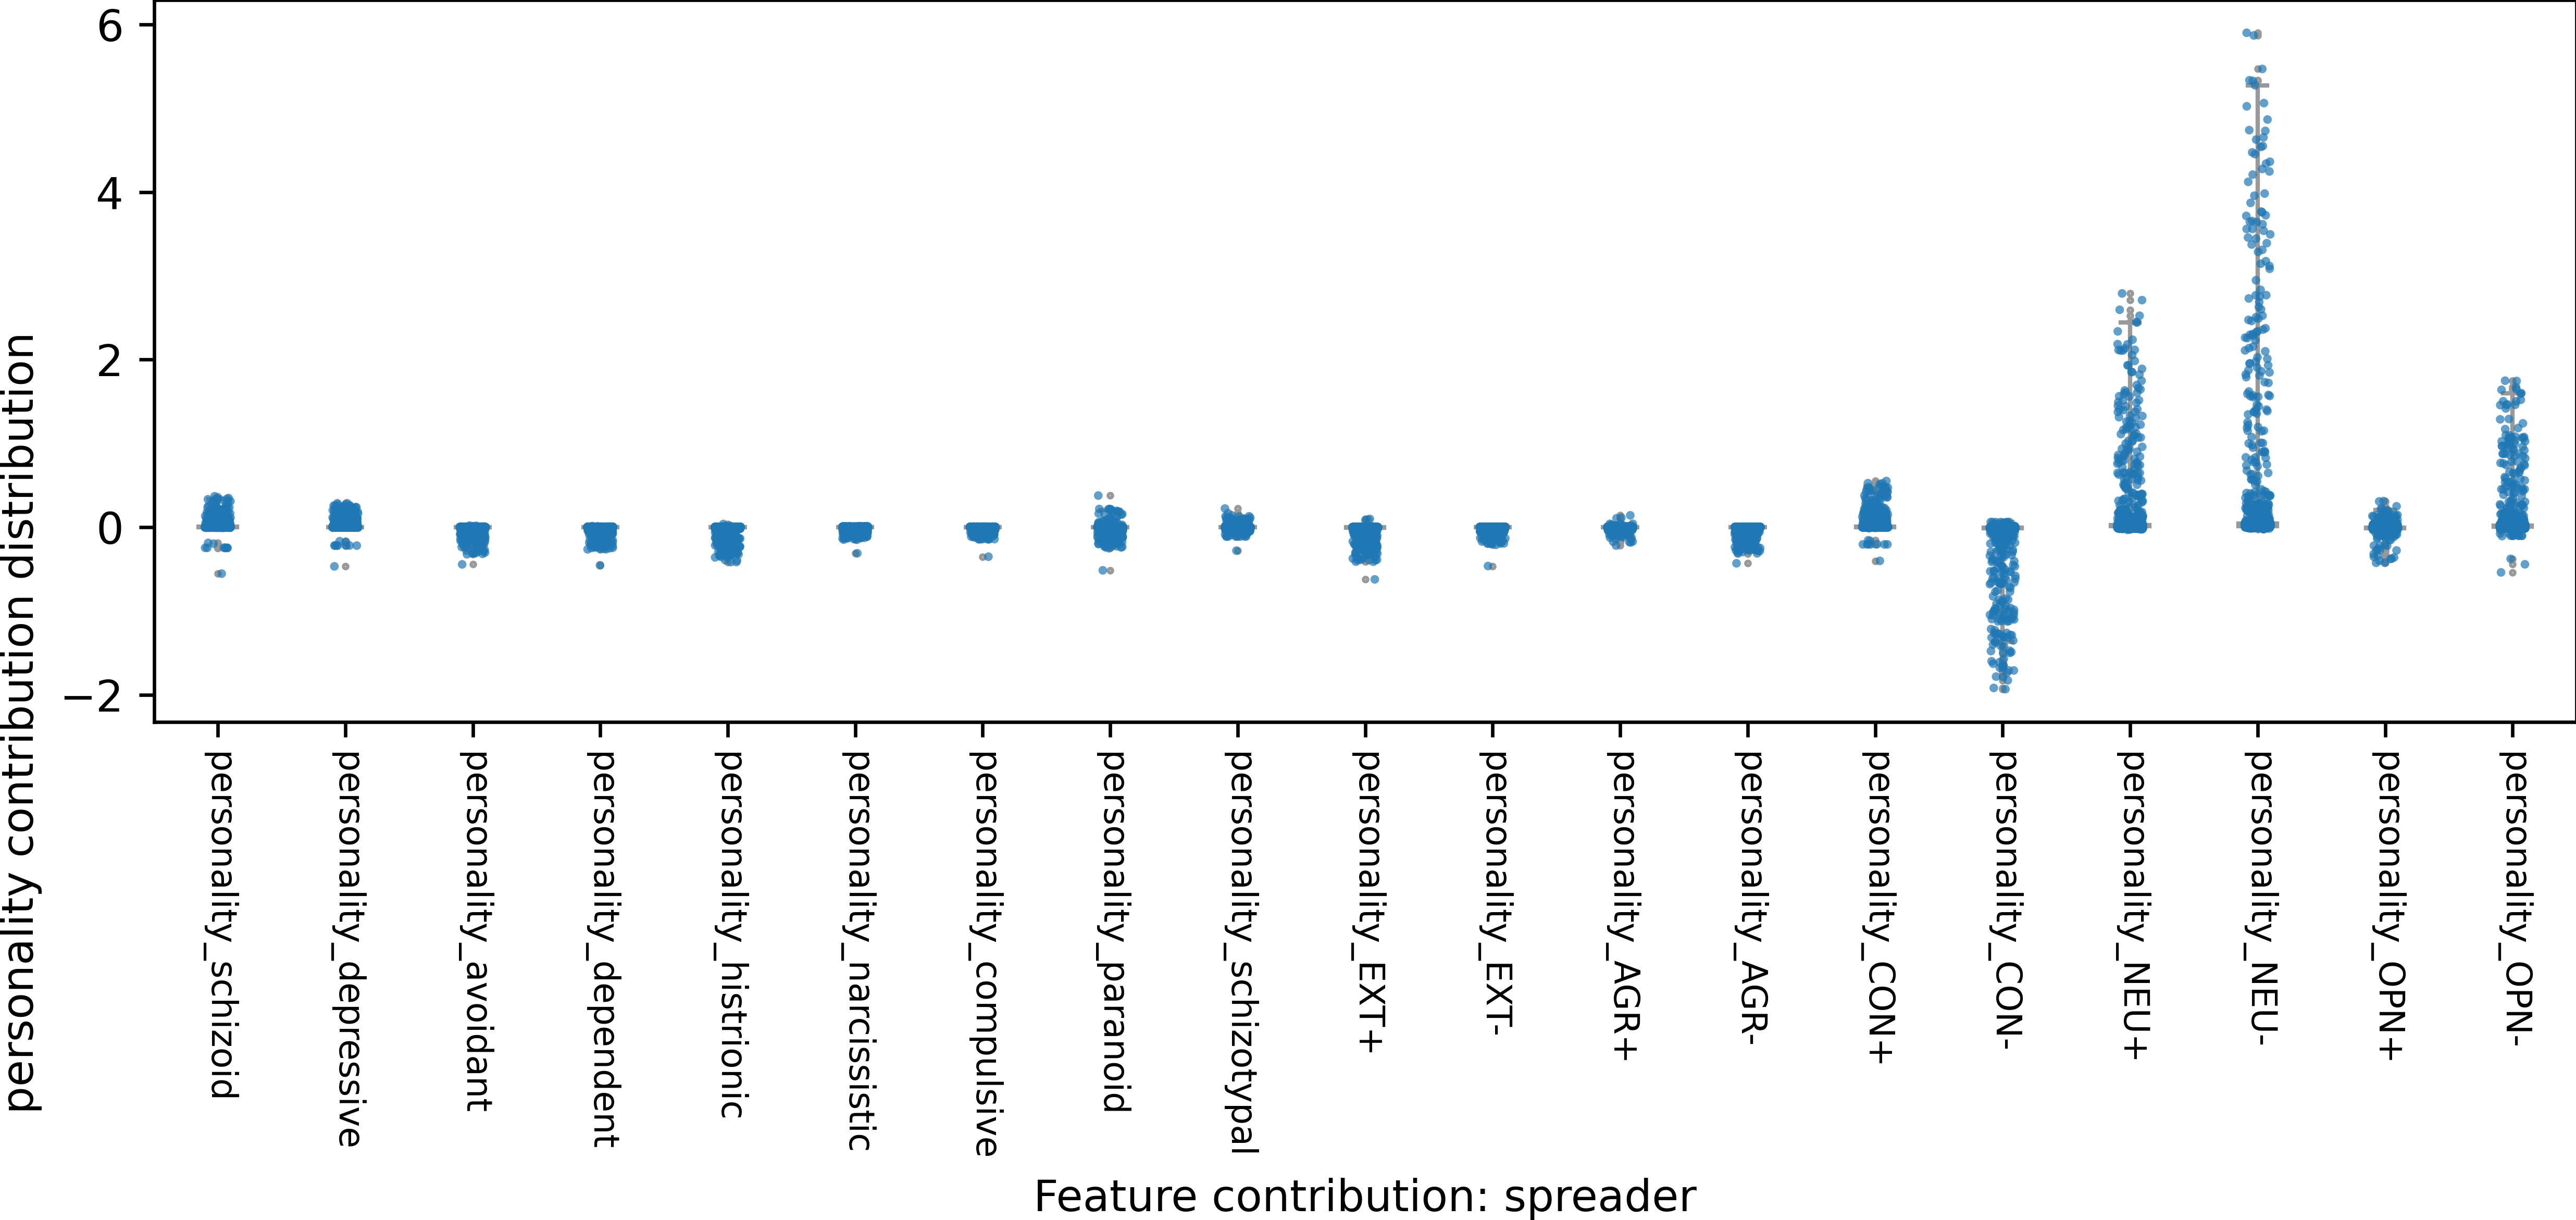 personality contribution distribution
6
4
2
0
−2
personality_schizoid
personality_depressive
personality_avoidant
personality_dependent
personality_histrionic
personality_narcissistic
personality_compulsive
personality_paranoid
personality_schizotypal
personality_EXT+
personality_EXT-
personality_AGR+
personality_AGR-
personality_CON+
personality_CON-
personality_NEU+
personality_NEU-
personality_OPN+
personality_OPN-
Feature contribution: spreader